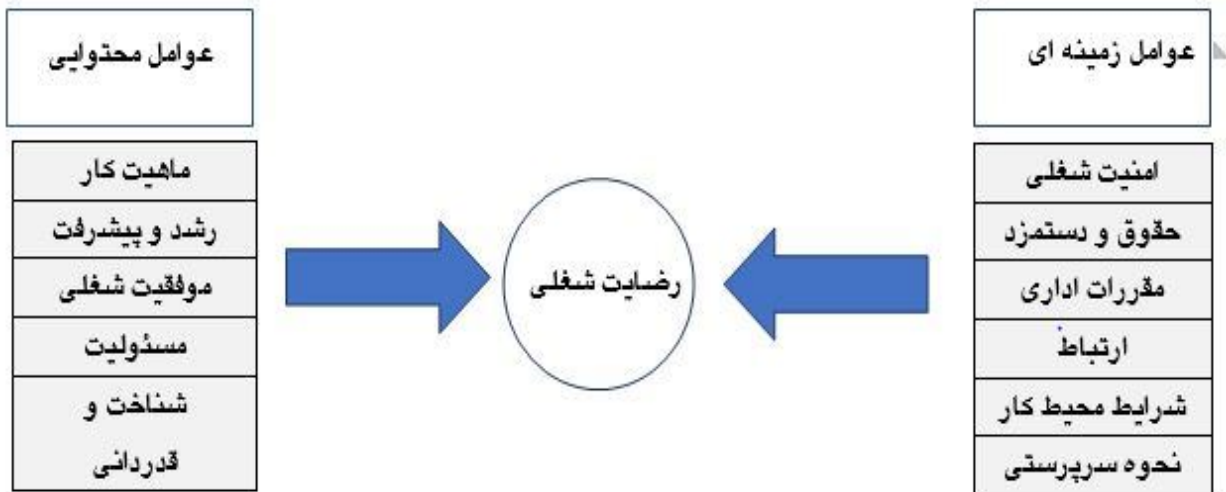 عوامل زمینه ای
امنیت شغلی
حقوق و دستمزد
مقررات اداری
ارتباط
شرایط محیط کار
نحوه سرپرستی
رضایت شغلی
عوامل محتوایی
ماهیت کار
رشد و پیشرفت
موفقیت شغلی
مسئولیت
شناخت و
قدردانی